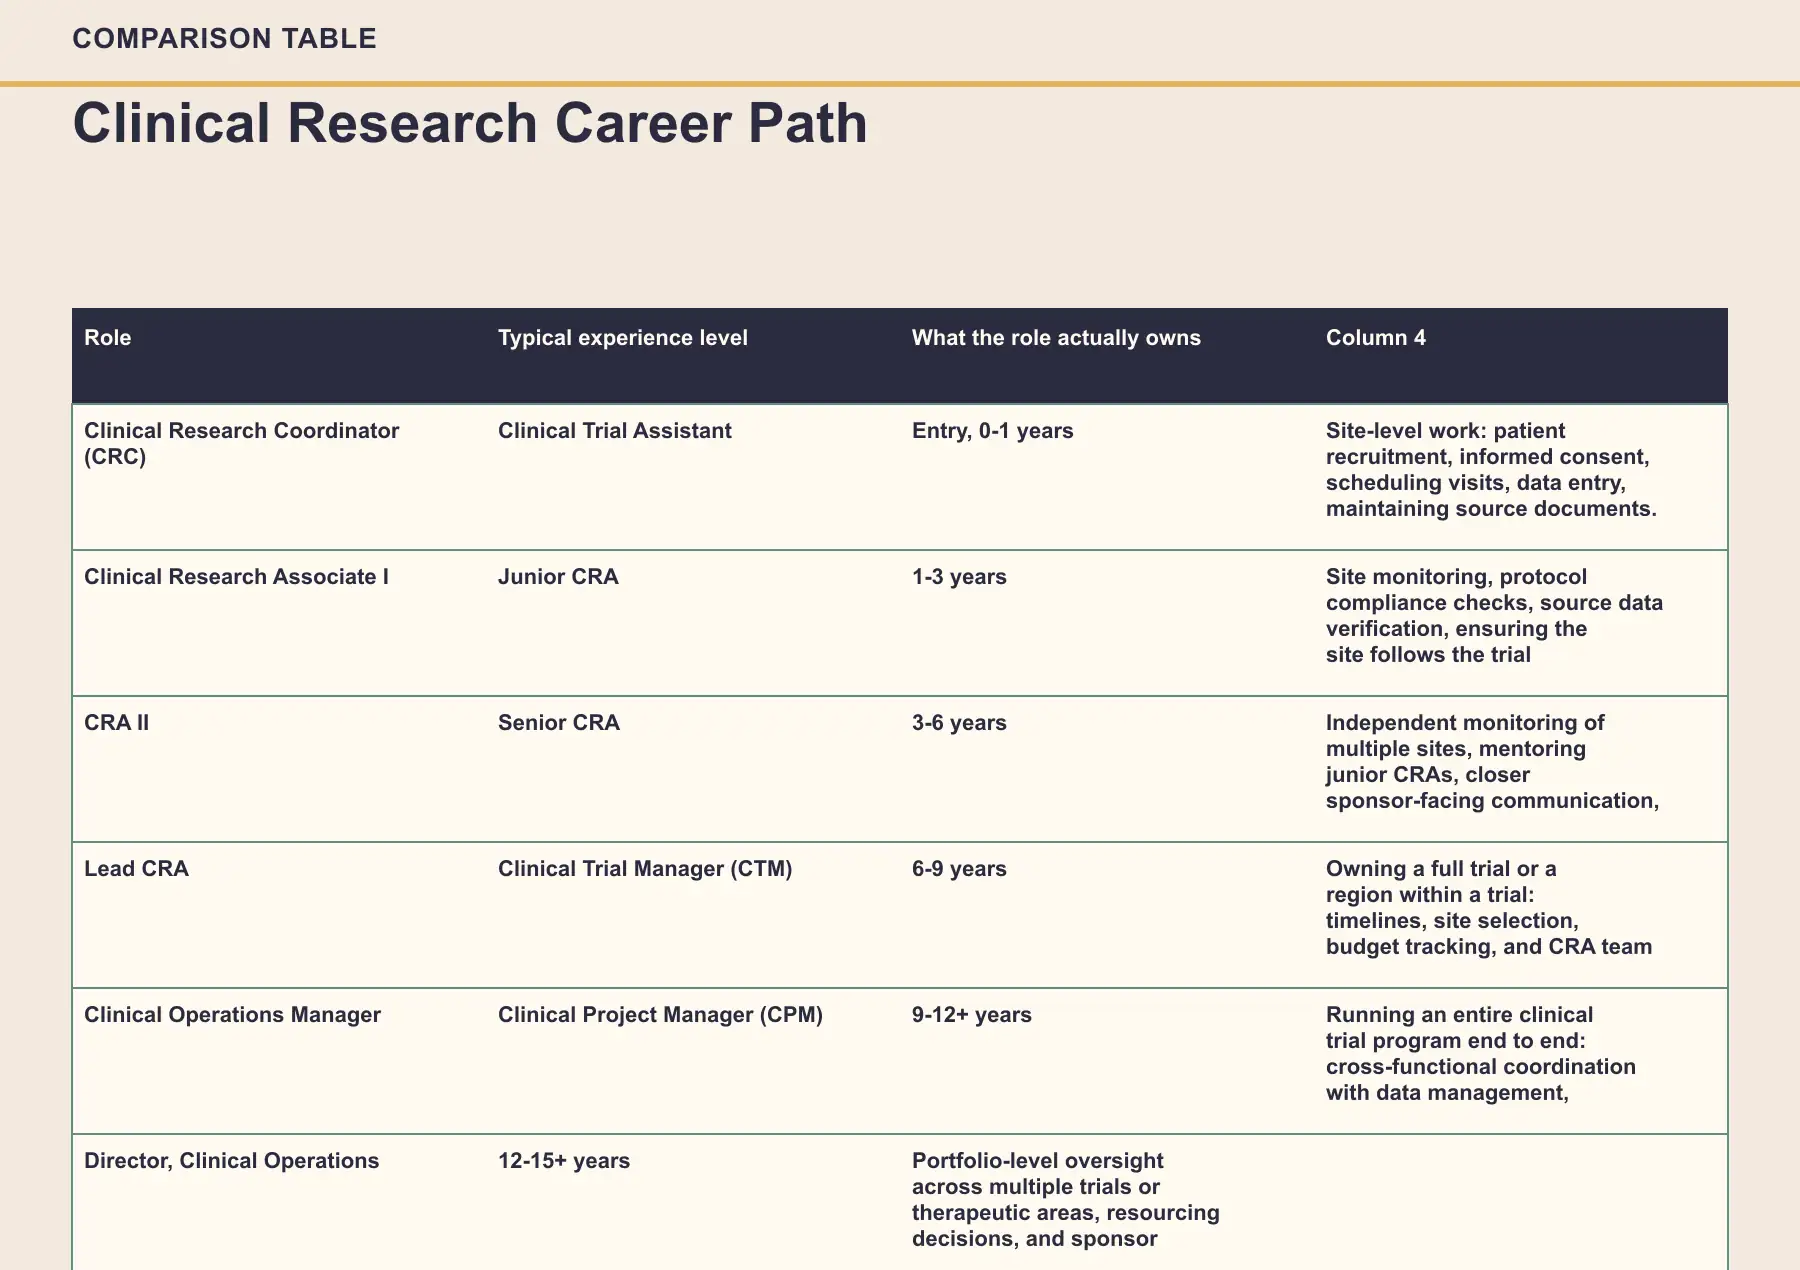 COMPARISON TABLE
Clinical Research Career Path
Role
Typical experience level
What the role actually owns
Column 4
Clinical Research Coordinator
(CRC)
Clinical Trial Assistant
Entry, 0-1 years
Site-level work: patient
recruitment, informed consent,
scheduling visits, data entry,
maintaining source documents.
Clinical Research Associate I
Junior CRA
1-3 years
Site monitoring, protocol
compliance checks, source data
verification, ensuring the
site follows the trial
CRA II
Senior CRA
3-6 years
Independent monitoring of
multiple sites, mentoring
junior CRAs, closer
sponsor-facing communication,
Lead CRA
Clinical Trial Manager (CTM)
6-9 years
Owning a full trial or a
region within a trial:
timelines, site selection,
budget tracking, and CRA team
Clinical Operations Manager
Clinical Project Manager (CPM)
9-12+ years
Running an entire clinical
trial program end to end:
cross-functional coordination
with data management,
Director, Clinical Operations
12-15+ years
Portfolio-level oversight
across multiple trials or
therapeutic areas, resourcing
decisions, and sponsor